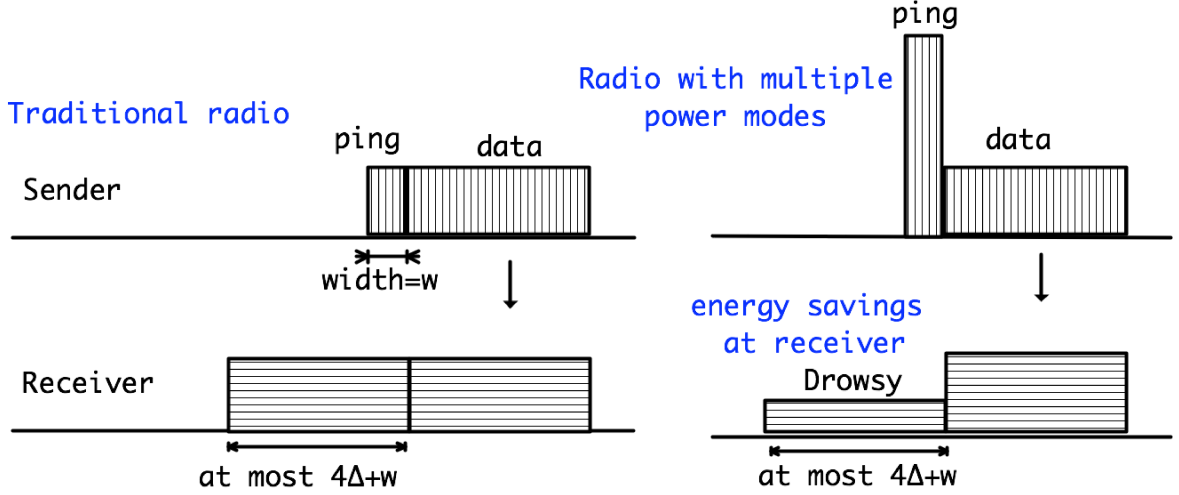 Traditional radio
ping
data
Sender
width=w
Receiver
at most 4Δ+w
ping
Radio with multiple
power modes
data
energy savings
at receiver
Drowsy
at most 4Δ+w